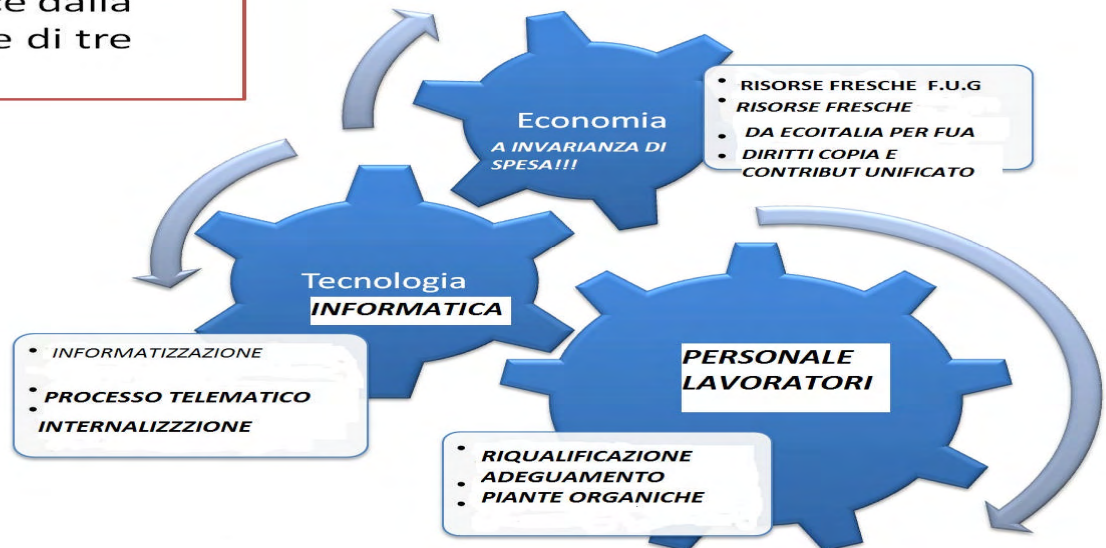 ce dalla
e di tre
Economia
A INVARIANZA DI
SPESA!!!
• RISORSE FRESCHE F.U.G
• RISORSE FRESCHE
• DA ECOITALIA PER FUA
• DIRITTI COPIA E
CONTRIBUT UNIFICATO
Tecnologia
INFORMATICA
• INFORMATIZZAZIONE
• PROCESSO TELEMATICO
• INTERNALIZZZIONE
PERSONALE
LAVORATORI
• RIQUALIFICAZIONE
• ADEGUAMENTO
• PIANTE ORGANICHE